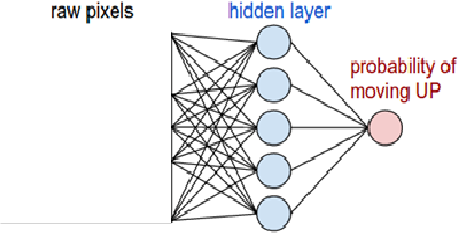 raw pixels
hidden layer
probability of
moving UP